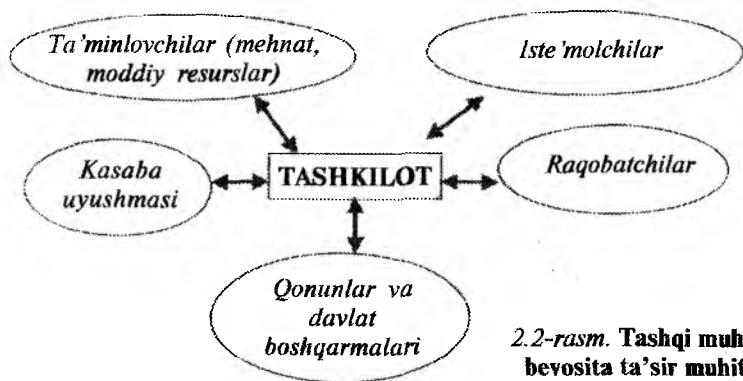 Ta’minlovchilar (mehnat,
moddiy resurslar)
Iste’molchilar
Kasaba
uyushmasi
TASHKILOT
Raqobatchilar
Qonunlar va
davlat
boshqarmalari
2.2-rasm. Tashqi muh
bevosita ta’sir muhit